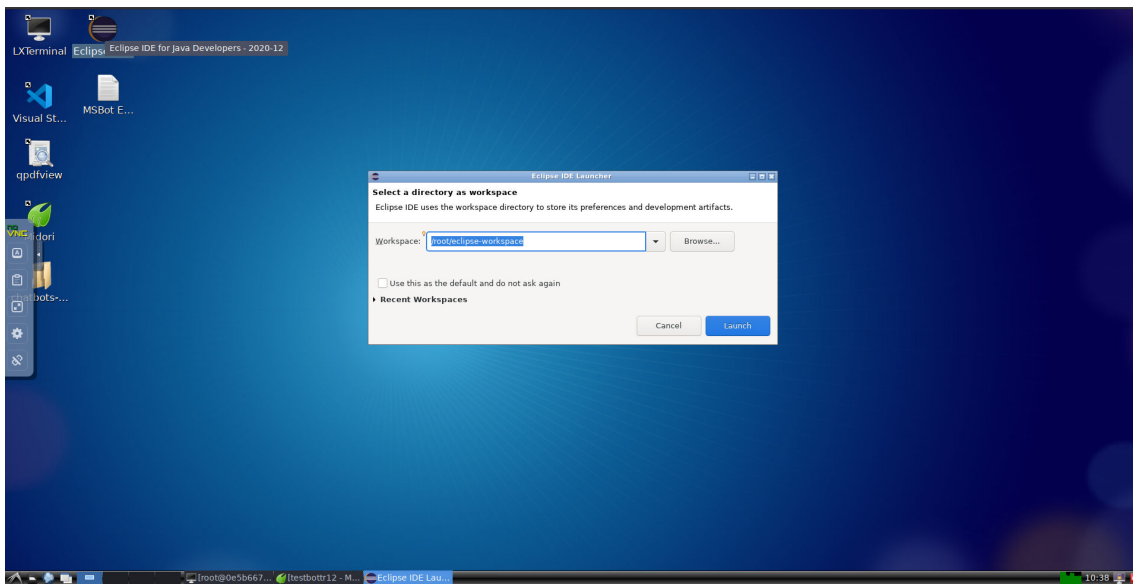 LXTerminal
Eclips
Eclipse IDE for Java Developers - 2020-12
Visual St...
MSBot E...
qpdfview
VNC
dori
A
hatbots-...
Eclipse IDE Launcher
Select a directory as workspace
Eclipse IDE uses the workspace directory to store its preferences and development artifacts.
Workspace:
/root/eclipse-workspace
Browse...
Use this as the default and do not ask again
Recent Workspaces
Cancel
Launch
[root@0e5b667...
[testbottr12 - M...
Eclipse IDE Lau...
10:38